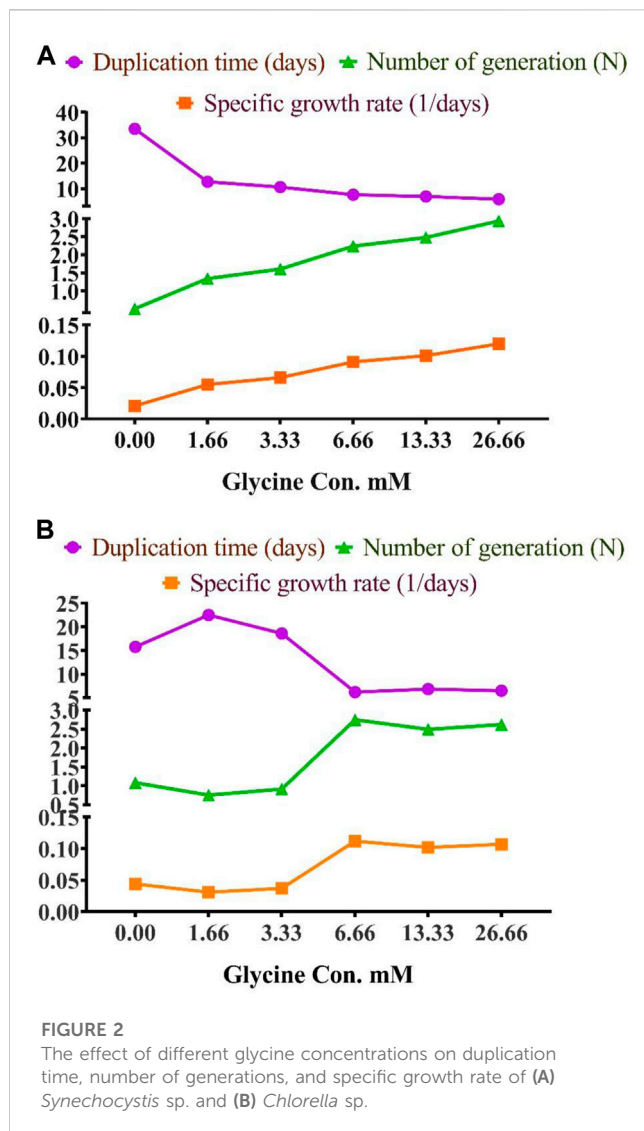 A
Duplication time (days) Number of generation (N)
Specific growth rate (1/days)
40
30
20
10
3.0
2.5
2.0
1.5
1.0
0.15
0.10
0.05
0.00
0.00 1.66 3.33 6.66 13.33 26.66
Glycine Con. mM
B
Duplication time (days) Number of generation (N)
Specific growth rate (1/days)
25
20
15
10
5
3.0
2.5
2.0
1.5
1.0
0.5
0.15
0.10
0.05
0.00
0.00 1.66 3.33 6.66 13.33 26.66
Glycine Con. mM
FIGURE 2
The effect of different glycine concentrations on duplication
time, number of generations, and specific growth rate of (A)
Synechocystis sp. and (B) Chlorella sp.